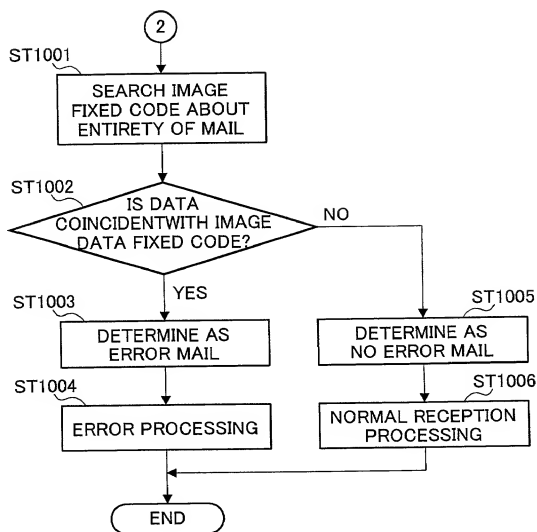 2
ST1001
SEARCH IMAGE
FIXED CODE ABOUT
ENTIRETY OF MAIL
ST1002
IS DATA
COINCIDENTWITH IMAGE
DATA FIXED CODE?
NO
YES
ST1003
DETERMINE AS
ERROR MAIL
ST1005
DETERMINE AS
NO ERROR MAIL
ST1004
ERROR PROCESSING
ST1006
NORMAL RECEPTION
PROCESSING
END